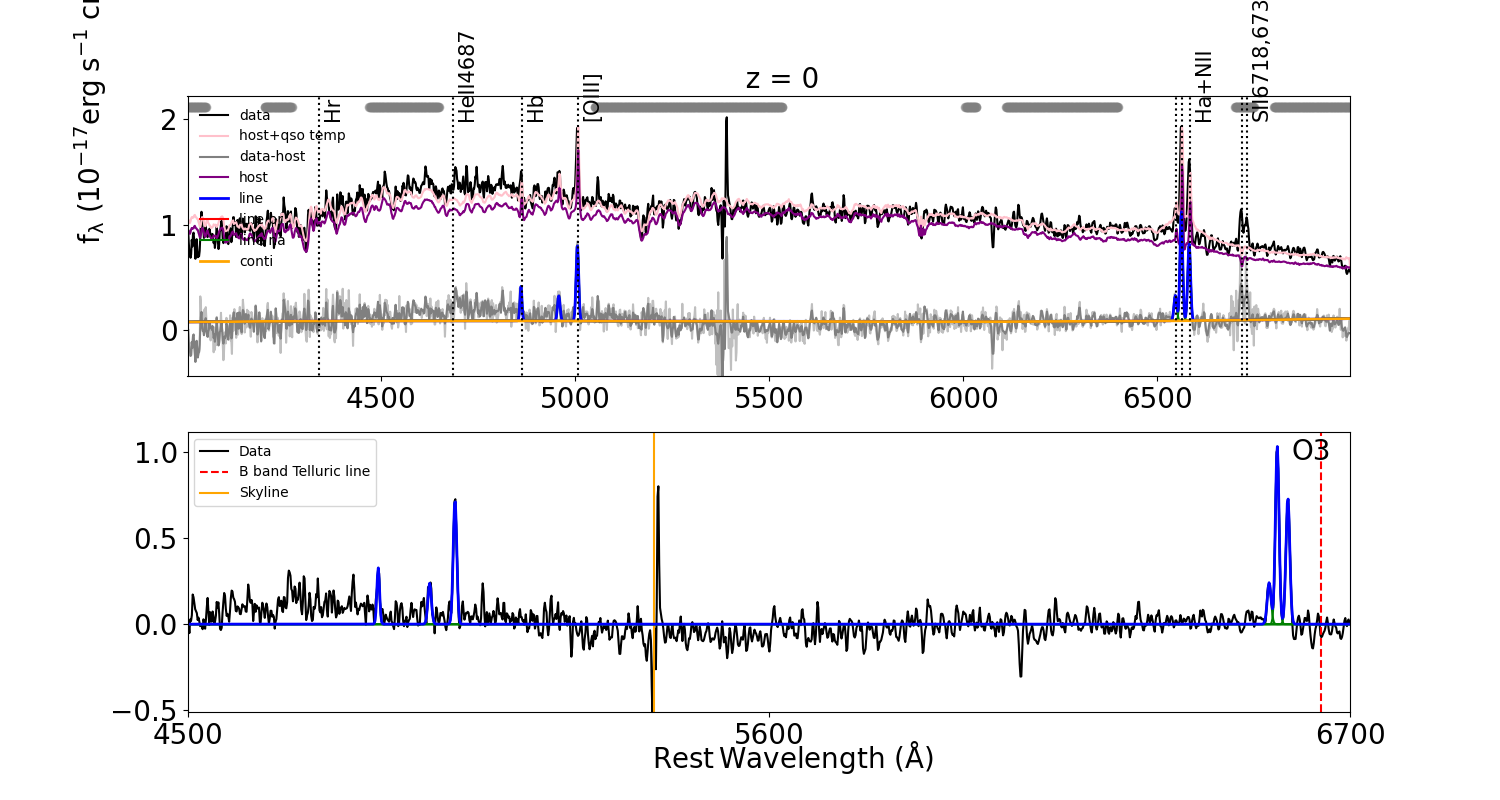 z = 0
f_λ (10^−17 erg s^−1 c
Hr
HeII4687
Hb
[OIII]
Ha+NII
SII6718,673
data
host+qso temp
data-host
host
line
line
conti
2
1
0
4500 5000 5500 6000 6500
Data
B band Telluric line
Skyline
O3
1.0
0.5
0.0
−0.5
4500 5600 6700
Rest Wavelength (Å)